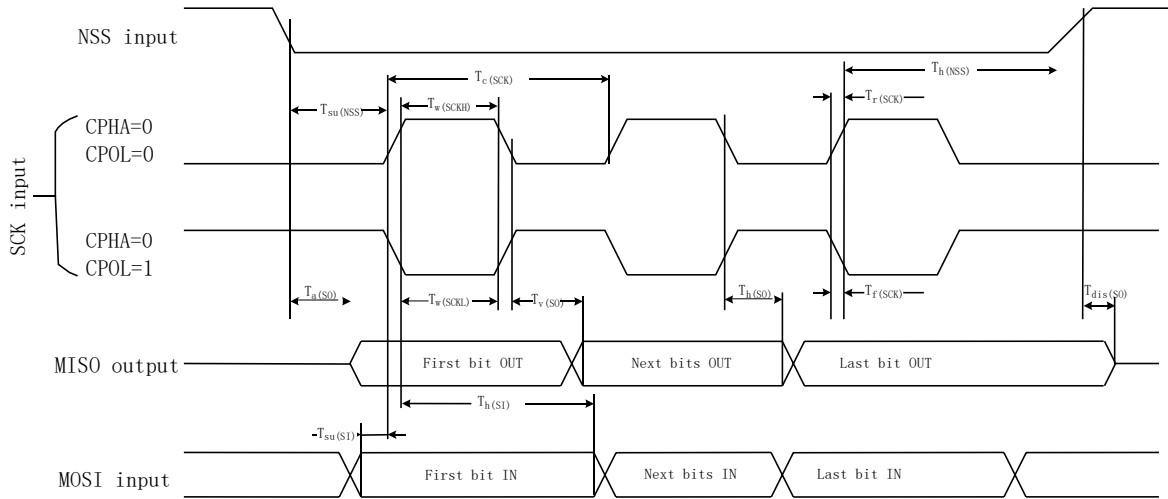 NSS input
Tc(SCK)
Th(NSS)
Tsu(NSS)
Tw(SCKH)
Tr(SCK)
SCK input
CPHA=0
CPOL=0
CPHA=0
CPOL=1
Ta(SO)
Tw(SCKL)
Tv(SO)
Th(SO)
Tf(SCK)
Tdis(SO)
MISO output
First bit OUT
Next bits OUT
Last bit OUT
Th(SI)
Tsu(SI)
MOSI input
First bit IN
Next bits IN
Last bit IN